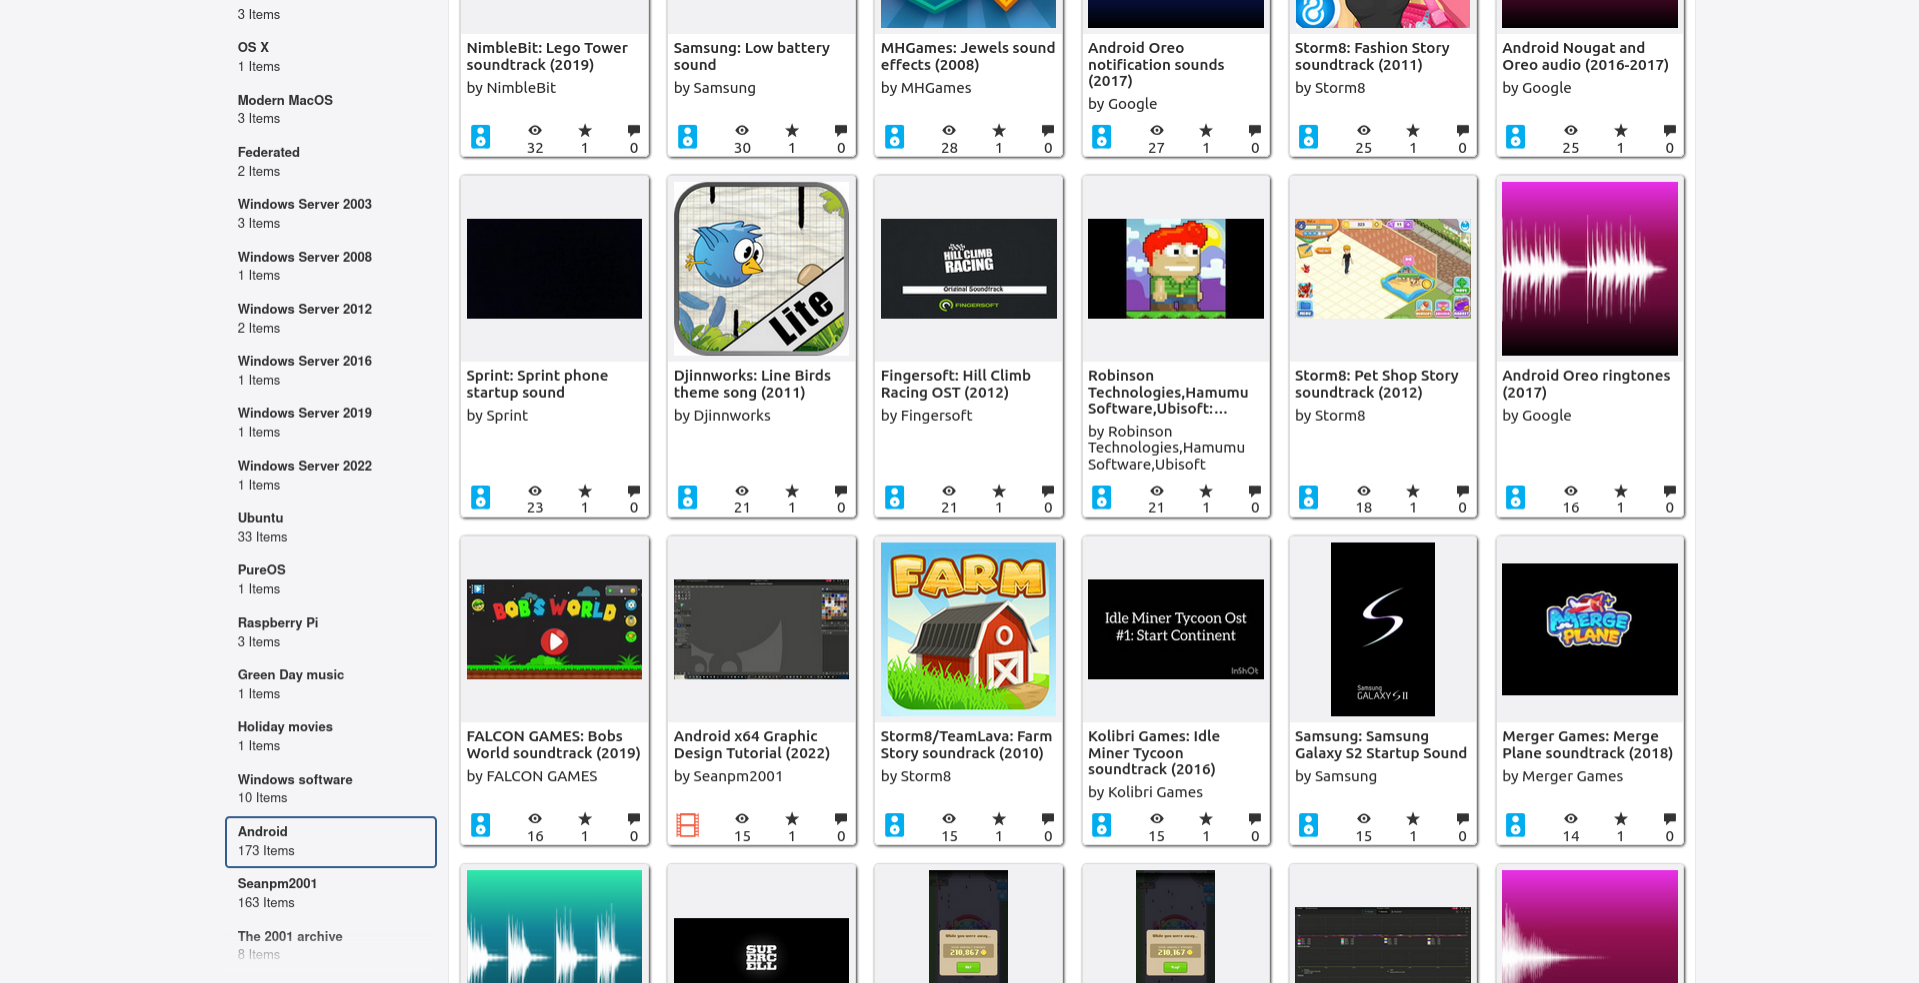 3 Items
OS X
1 Items
Modern MacOS
3 Items
Federated
2 Items
Windows Server 2003
3 Items
Windows Server 2008
1 Items
Windows Server 2012
2 Items
Windows Server 2016
1 Items
Windows Server 2019
1 Items
Windows Server 2022
1 Items
Ubuntu
33 Items
PureOS
1 Items
Raspberry Pi
3 Items
Green Day music
1 Items
Holiday movies
1 Items
Windows software
10 Items
Android
173 Items
Seanpm2001
163 Items
The 2001 archive
8 Items
NimbleBit: Lego Tower
soundtrack (2019)
by NimbleBit
32 1 0
Samsung: Low battery
sound
by Samsung
30 1 0
MHGames: Jewels sound
effects (2008)
by MHGames
28 1 0
Android Oreo
notification sounds
(2017)
by Google
27 1 0
Storm8: Fashion Story
soundtrack (2011)
by Storm8
25 1 0
Android Nougat and
Oreo audio (2016-2017)
by Google
25 1 0
Sprint: Sprint phone
startup sound
by Sprint
23 1 0
Lite
Djinnworks: Line Birds
theme song (2011)
by Djinnworks
21 1 0
HILL CLIMB
RACING
Original Soundtrack
FINGERSOFT
Fingersoft: Hill Climb
Racing OST (2012)
by Fingersoft
21 1 0
Robinson
Technologies,Hamumu
Software,Ubisoft:...
by Robinson
Technologies,Hamumu
Software,Ubisoft
21 1 0
Storm8: Pet Shop Story
soundtrack (2012)
by Storm8
18 1 0
Android Oreo ringtones
(2017)
by Google
16 1 0
BOB'S WORLD
FALCON GAMES: Bobs
World soundtrack (2019)
by FALCON GAMES
16 1 0
Android x64 Graphic
Design Tutorial (2022)
by Seanpm2001
15 1 0
FARM
Storm8/TeamLava: Farm
Story soundrack (2010)
by Storm8
15 1 0
Idle Miner Tycoon Ost
#1: Start Continent
InShOt
Kolibri Games: Idle
Miner Tycoon
soundtrack (2016)
by Kolibri Games
15 1 0
S
Samsung
GALAXY S II
Samsung: Samsung
Galaxy S2 Startup Sound
by Samsung
15 1 0
MERGE
PLANE
Merger Games: Merge
Plane soundtrack (2018)
by Merger Games
14 1 0
SUP
ERC
ELL
While you were away...
210,867
While you were away...
210,167